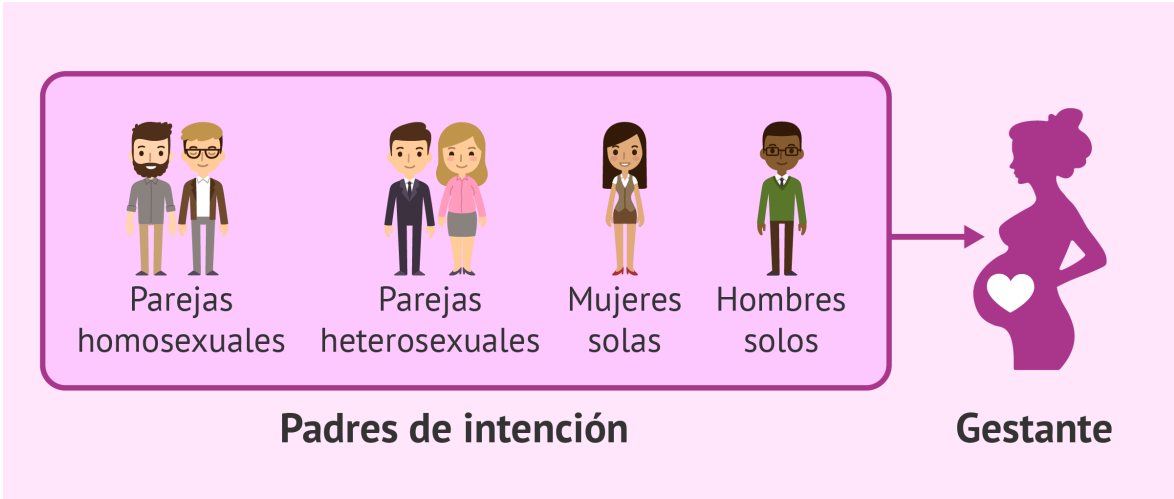 Parejas
homosexuales
Parejas
heterosexuales
Mujeres
solas
Hombres
solos
Padres de intención
Gestante